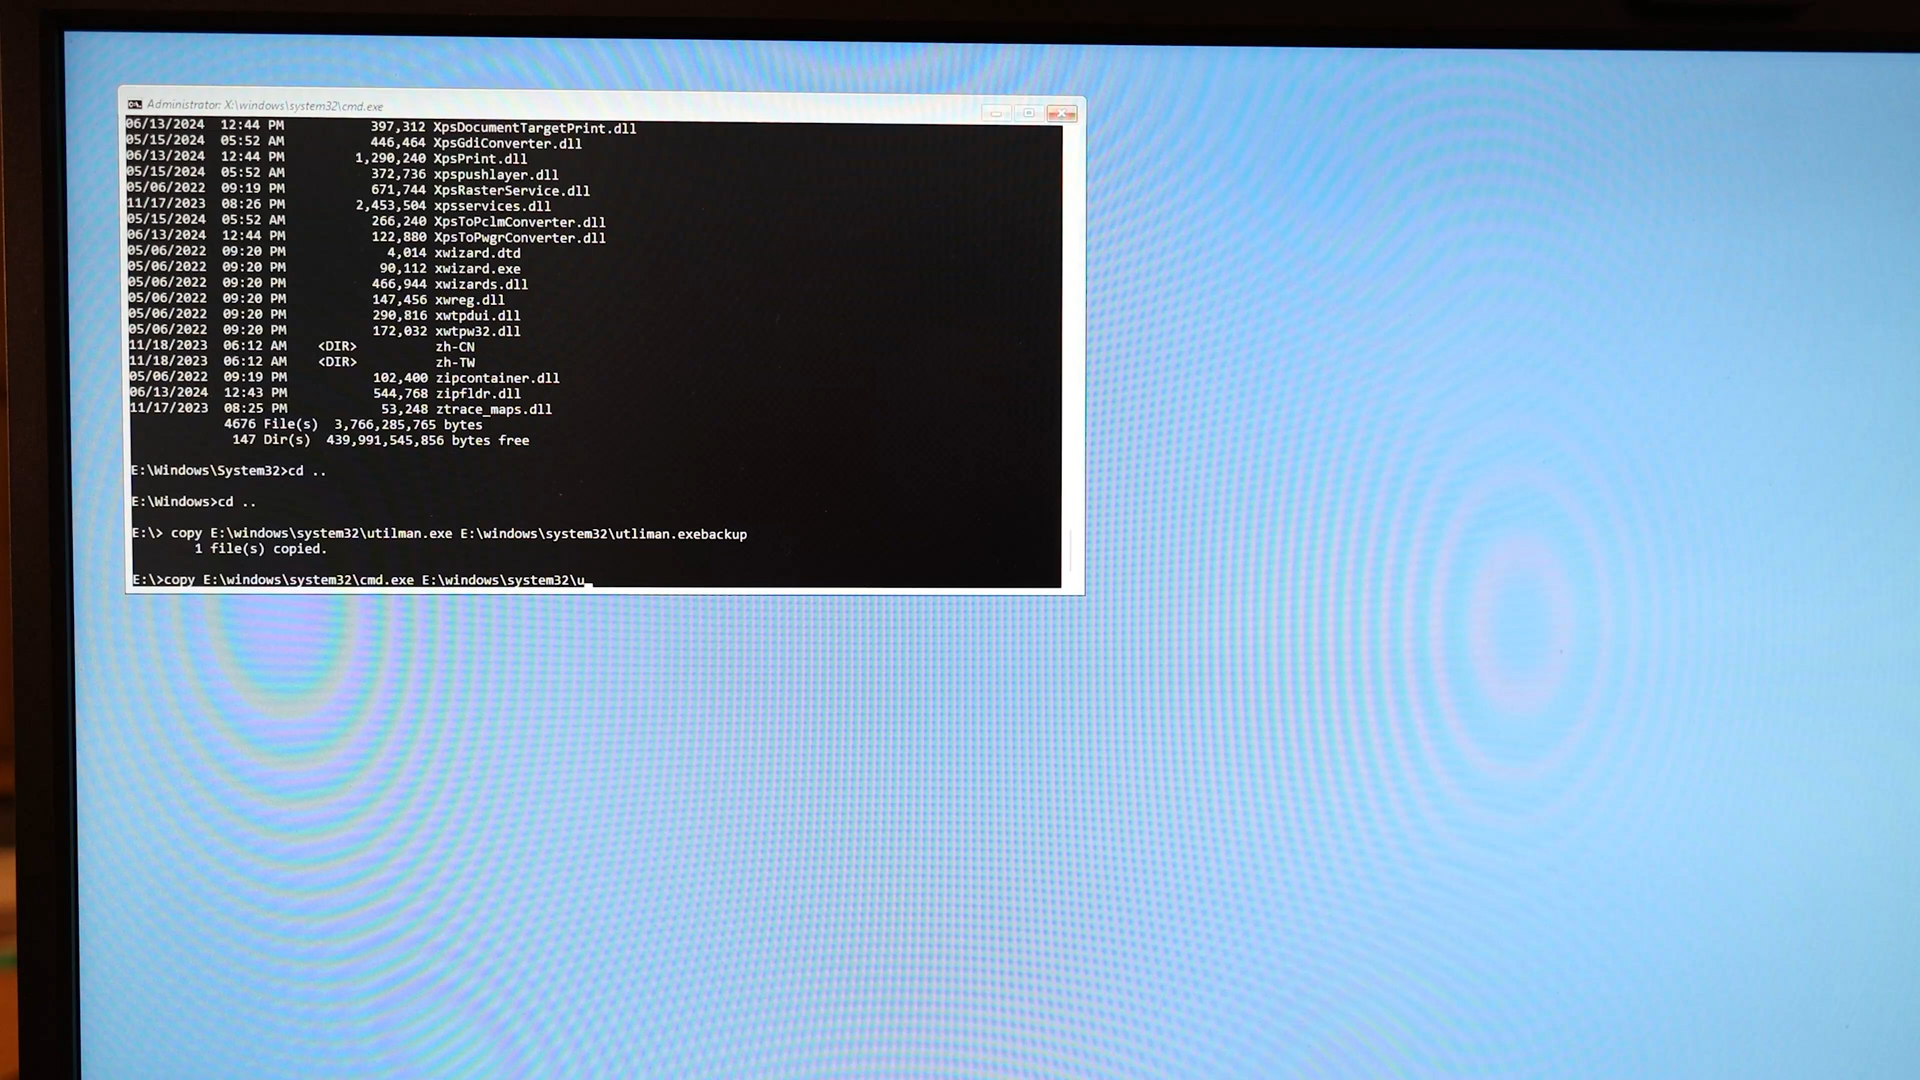 Administrator: X:\windows\system32\cmd.exe
06/13/2024  12:44 PM           397,312 XpsDocumentTargetPrint.dll
05/15/2024  05:52 AM           446,464 XpsGdiConverter.dll
06/13/2024  12:44 PM         1,290,240 XpsPrint.dll
05/15/2024  05:52 AM           372,736 xpspushlayer.dll
05/06/2022  09:19 PM           671,744 XpsRasterService.dll
11/17/2023  08:26 PM         2,453,504 xpsservices.dll
05/15/2024  05:52 AM           266,240 XpsToPclmConverter.dll
06/13/2024  12:44 PM           122,880 XpsToPwgrConverter.dll
05/06/2022  09:20 PM             4,014 xwizard.dtd
05/06/2022  09:20 PM            90,112 xwizard.exe
05/06/2022  09:20 PM           466,944 xwizards.dll
05/06/2022  09:20 PM           147,456 xwreg.dll
05/06/2022  09:20 PM           290,816 xwtpdui.dll
05/06/2022  09:20 PM           172,032 xwtpw32.dll
11/18/2023  06:12 AM    <DIR>          zh-CN
11/18/2023  06:12 AM    <DIR>          zh-TW
05/06/2022  09:19 PM           102,400 zipcontainer.dll
06/13/2024  12:43 PM           544,768 zipfldr.dll
11/17/2023  08:25 PM            53,248 ztrace_maps.dll
4676 File(s)  3,766,285,765 bytes
147 Dir(s)  439,991,545,856 bytes free
E:\Windows\System32>cd ..
E:\Windows>cd ..
E:\> copy E:\windows\system32\utilman.exe E:\windows\system32\utliman.exebackup
1 file(s) copied.
E:\>copy E:\windows\system32\cmd.exe E:\windows\system32\u_